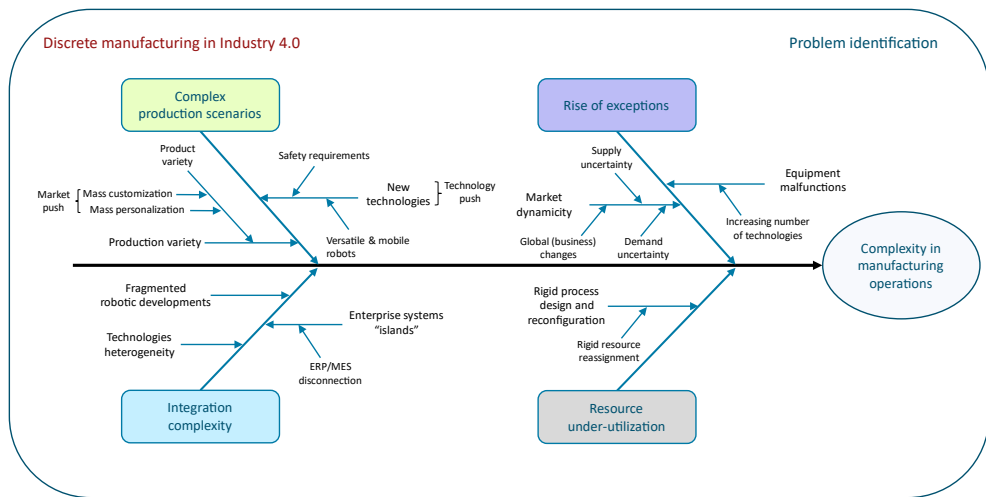 Discrete manufacturing in Industry 4.0
Problem identification
Complex
production scenarios
Rise of exceptions
Product
variety
Safety requirements
Market
push
Mass customization
Mass personalization
New
technologies
Technology
push
Production variety
Versatile & mobile
robots
Supply
uncertainty
Equipment
malfunctions
Market
dynamicity
Increasing number
of technologies
Global (business)
changes
Demand
uncertainty
Complexity in
manufacturing
operations
Fragmented
robotic developments
Enterprise systems
“islands”
Technologies
heterogeneity
ERP/MES
disconnection
Rigid process
design and
reconfiguration
Rigid resource
reassignment
Integration
complexity
Resource
under-utilization